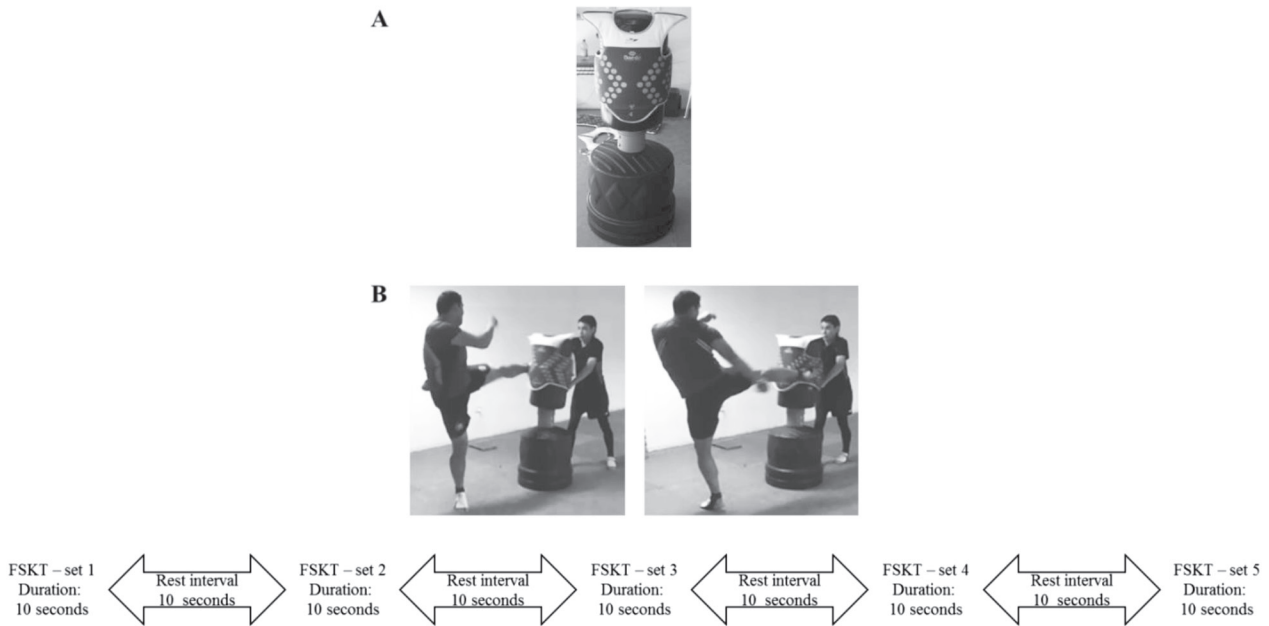 A
B
FSKT – set 1
Duration:
10 seconds
Rest interval
10 seconds
FSKT – set 2
Duration:
10 seconds
Rest interval
10 seconds
FSKT – set 3
Duration:
10 seconds
Rest interval
10 seconds
FSKT – set 4
Duration:
10 seconds
Rest interval
10 seconds
FSKT – set 5
Duration:
10 seconds